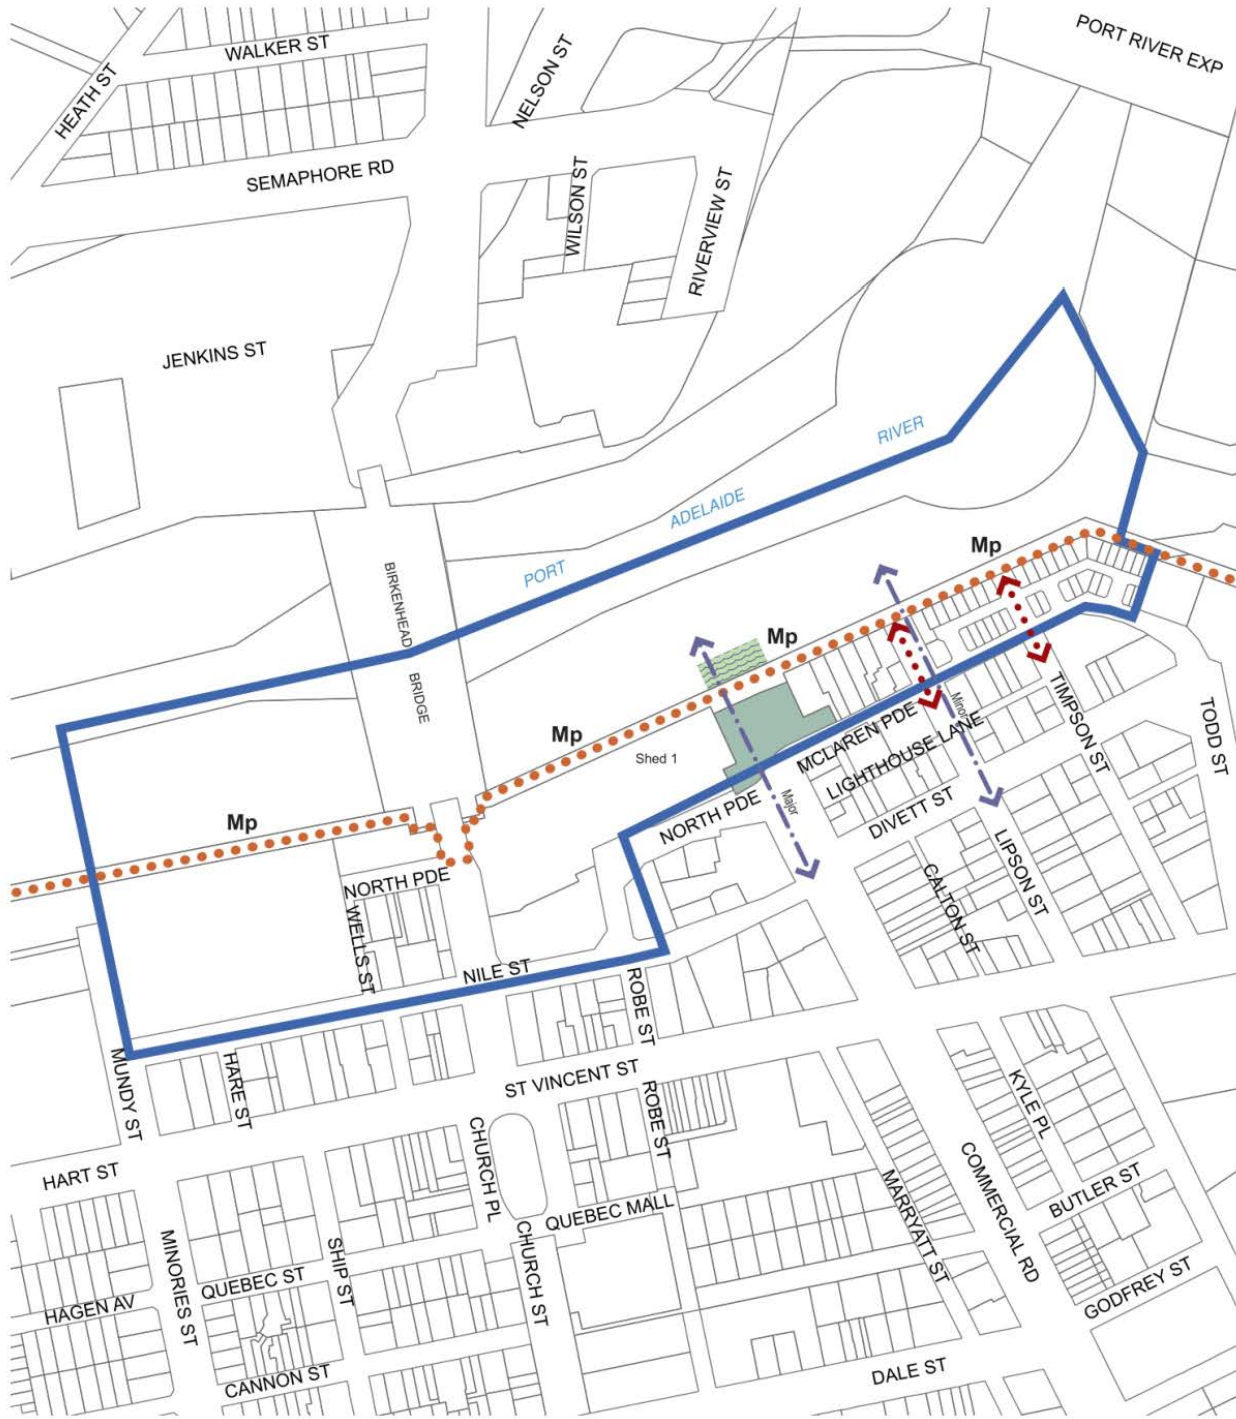 WALKER ST
PORT RIVER EXP
HEATH ST
NELSON ST
SEMAPHORE RD
WILSON ST
RIVERVIEW ST
JENKINS ST
RIVER
ADELAIDE
PORT
Mp
BIRKENHEAD
BRIDGE
Mp
Mp
Shed 1
Mp
Minor
MCLAREN PDE
LIGHTHOUSE LANE
TIMPSON ST
TODD ST
Major
NORTH PDE
DIVETT ST
LIPSON ST
CALTON ST
NORTH PDE
WELLS ST
NILE ST
ROBE ST
MUNDY ST
HARE ST
ST VINCENT ST
ROBE ST
KYLE PL
HART ST
CHURCH PL
COMMERCIAL RD
BUTLER ST
MARRYATT ST
QUEBEC MALL
MINORIES ST
SHIP ST
QUEBEC ST
CHURCH ST
GODFREY ST
HAGEN AV
CANNON ST
DALE ST